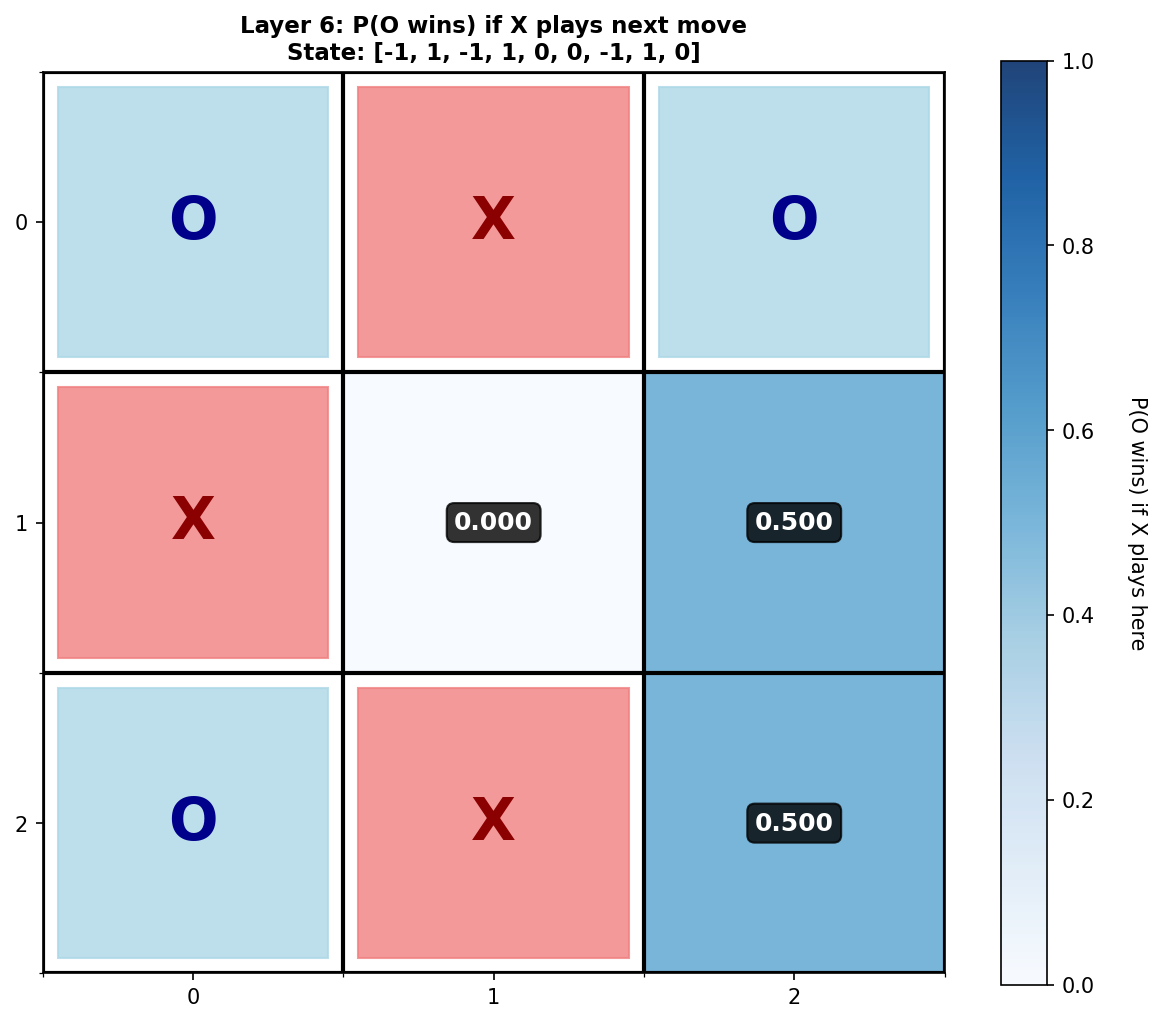 Layer 6: P(O wins) if X plays next move
State: [-1, 1, -1, 1, 0, 0, -1, 1, 0]
O
X
O
X
0.000
0.500
O
X
0.500
0
1
2
0
1
2
1.0
0.8
0.6
0.4
0.2
0.0
P(O wins) if X plays here